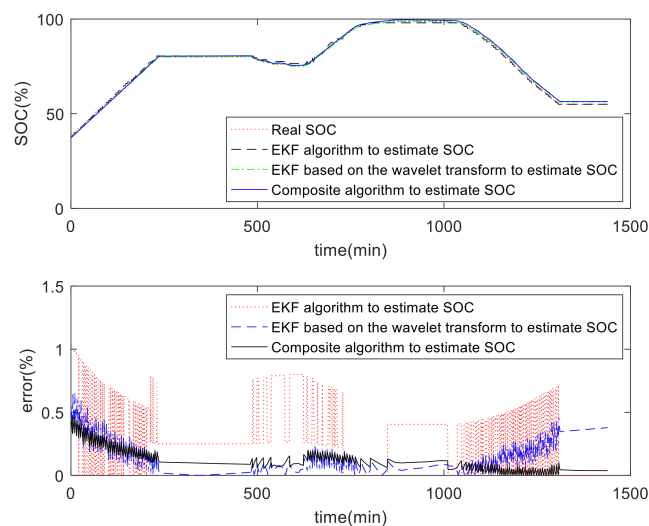 100
50
0
SOC(%)
Real SOC
EKF algorithm to estimate SOC
EKF based on the wavelet transform to estimate SOC
Composite algorithm to estimate SOC
0
500
1000
1500
time(min)
1.5
1
0.5
0
error(%)
EKF algorithm to estimate SOC
EKF based on the wavelet transform to estimate SOC
Composite algorithm to estimate SOC
0
500
1000
1500
time(min)